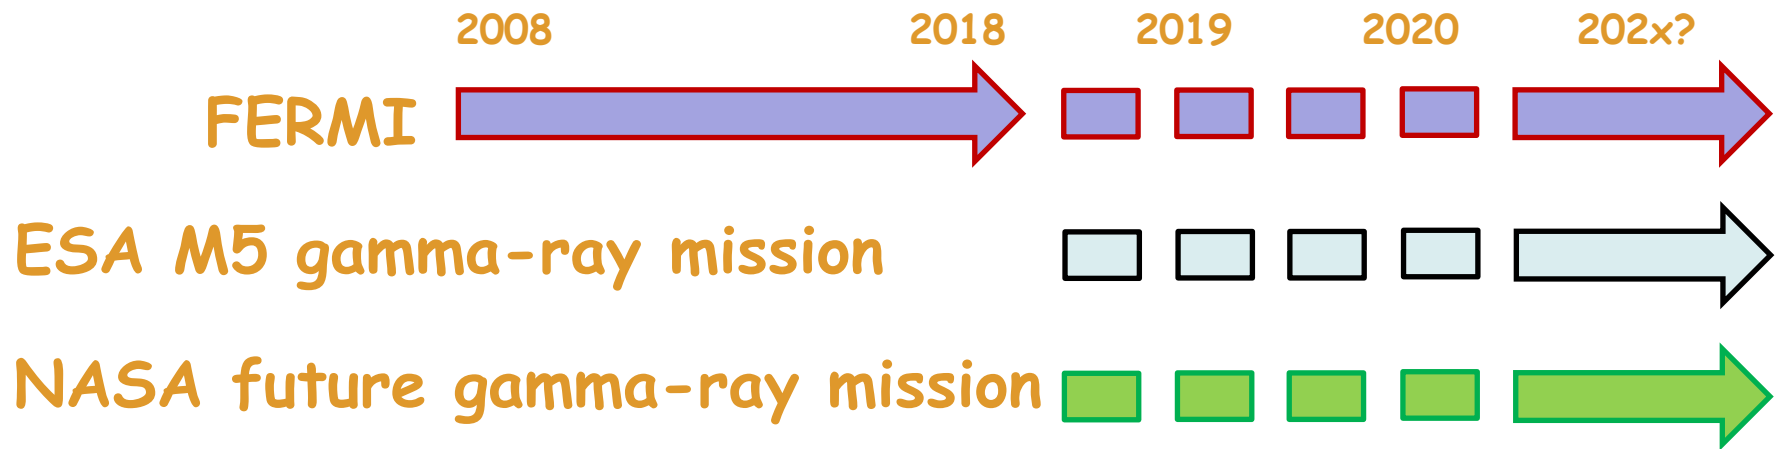 2008 2018 2019 2020 202x?
FERMI
ESA M5 gamma-ray mission
NASA future gamma-ray mission